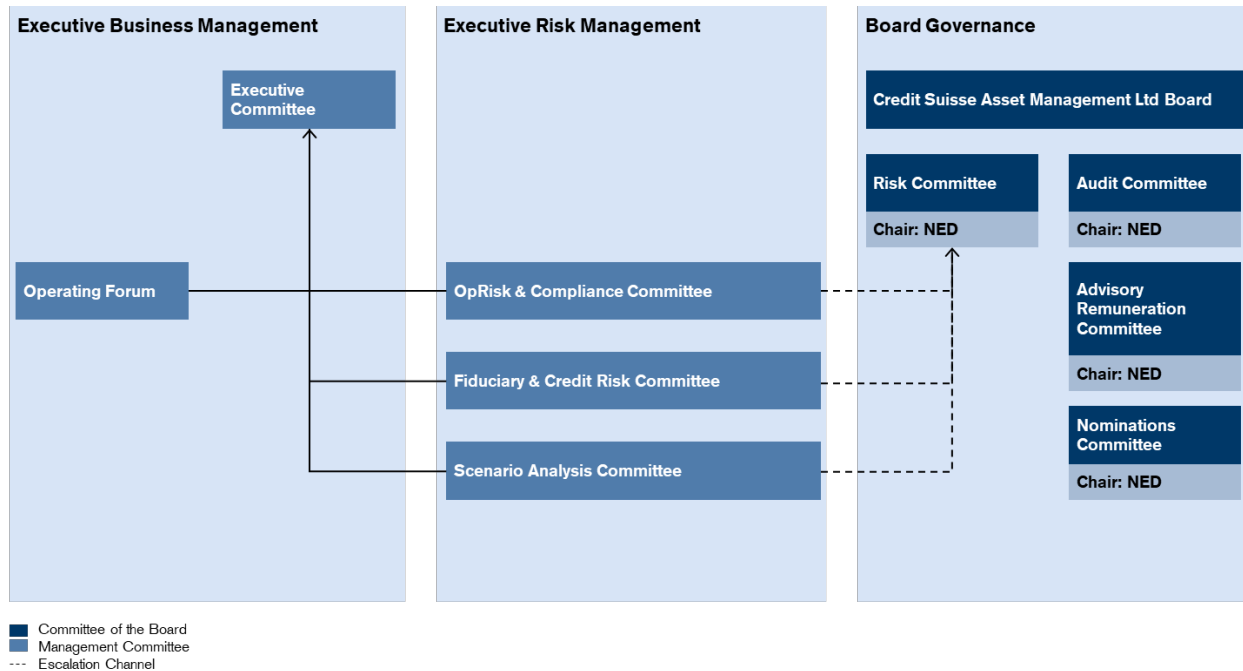 Executive Business Management
Executive
Committee
Operating Forum
Executive Risk Management
OpRisk & Compliance Committee
Fiduciary & Credit Risk Committee
Scenario Analysis Committee
Board Governance
Credit Suisse Asset Management Ltd Board
Risk Committee
Chair: NED
Audit Committee
Chair: NED
Advisory
Remuneration
Committee
Chair: NED
Nominations
Committee
Chair: NED
Committee of the Board
Management Committee
Escalation Channel